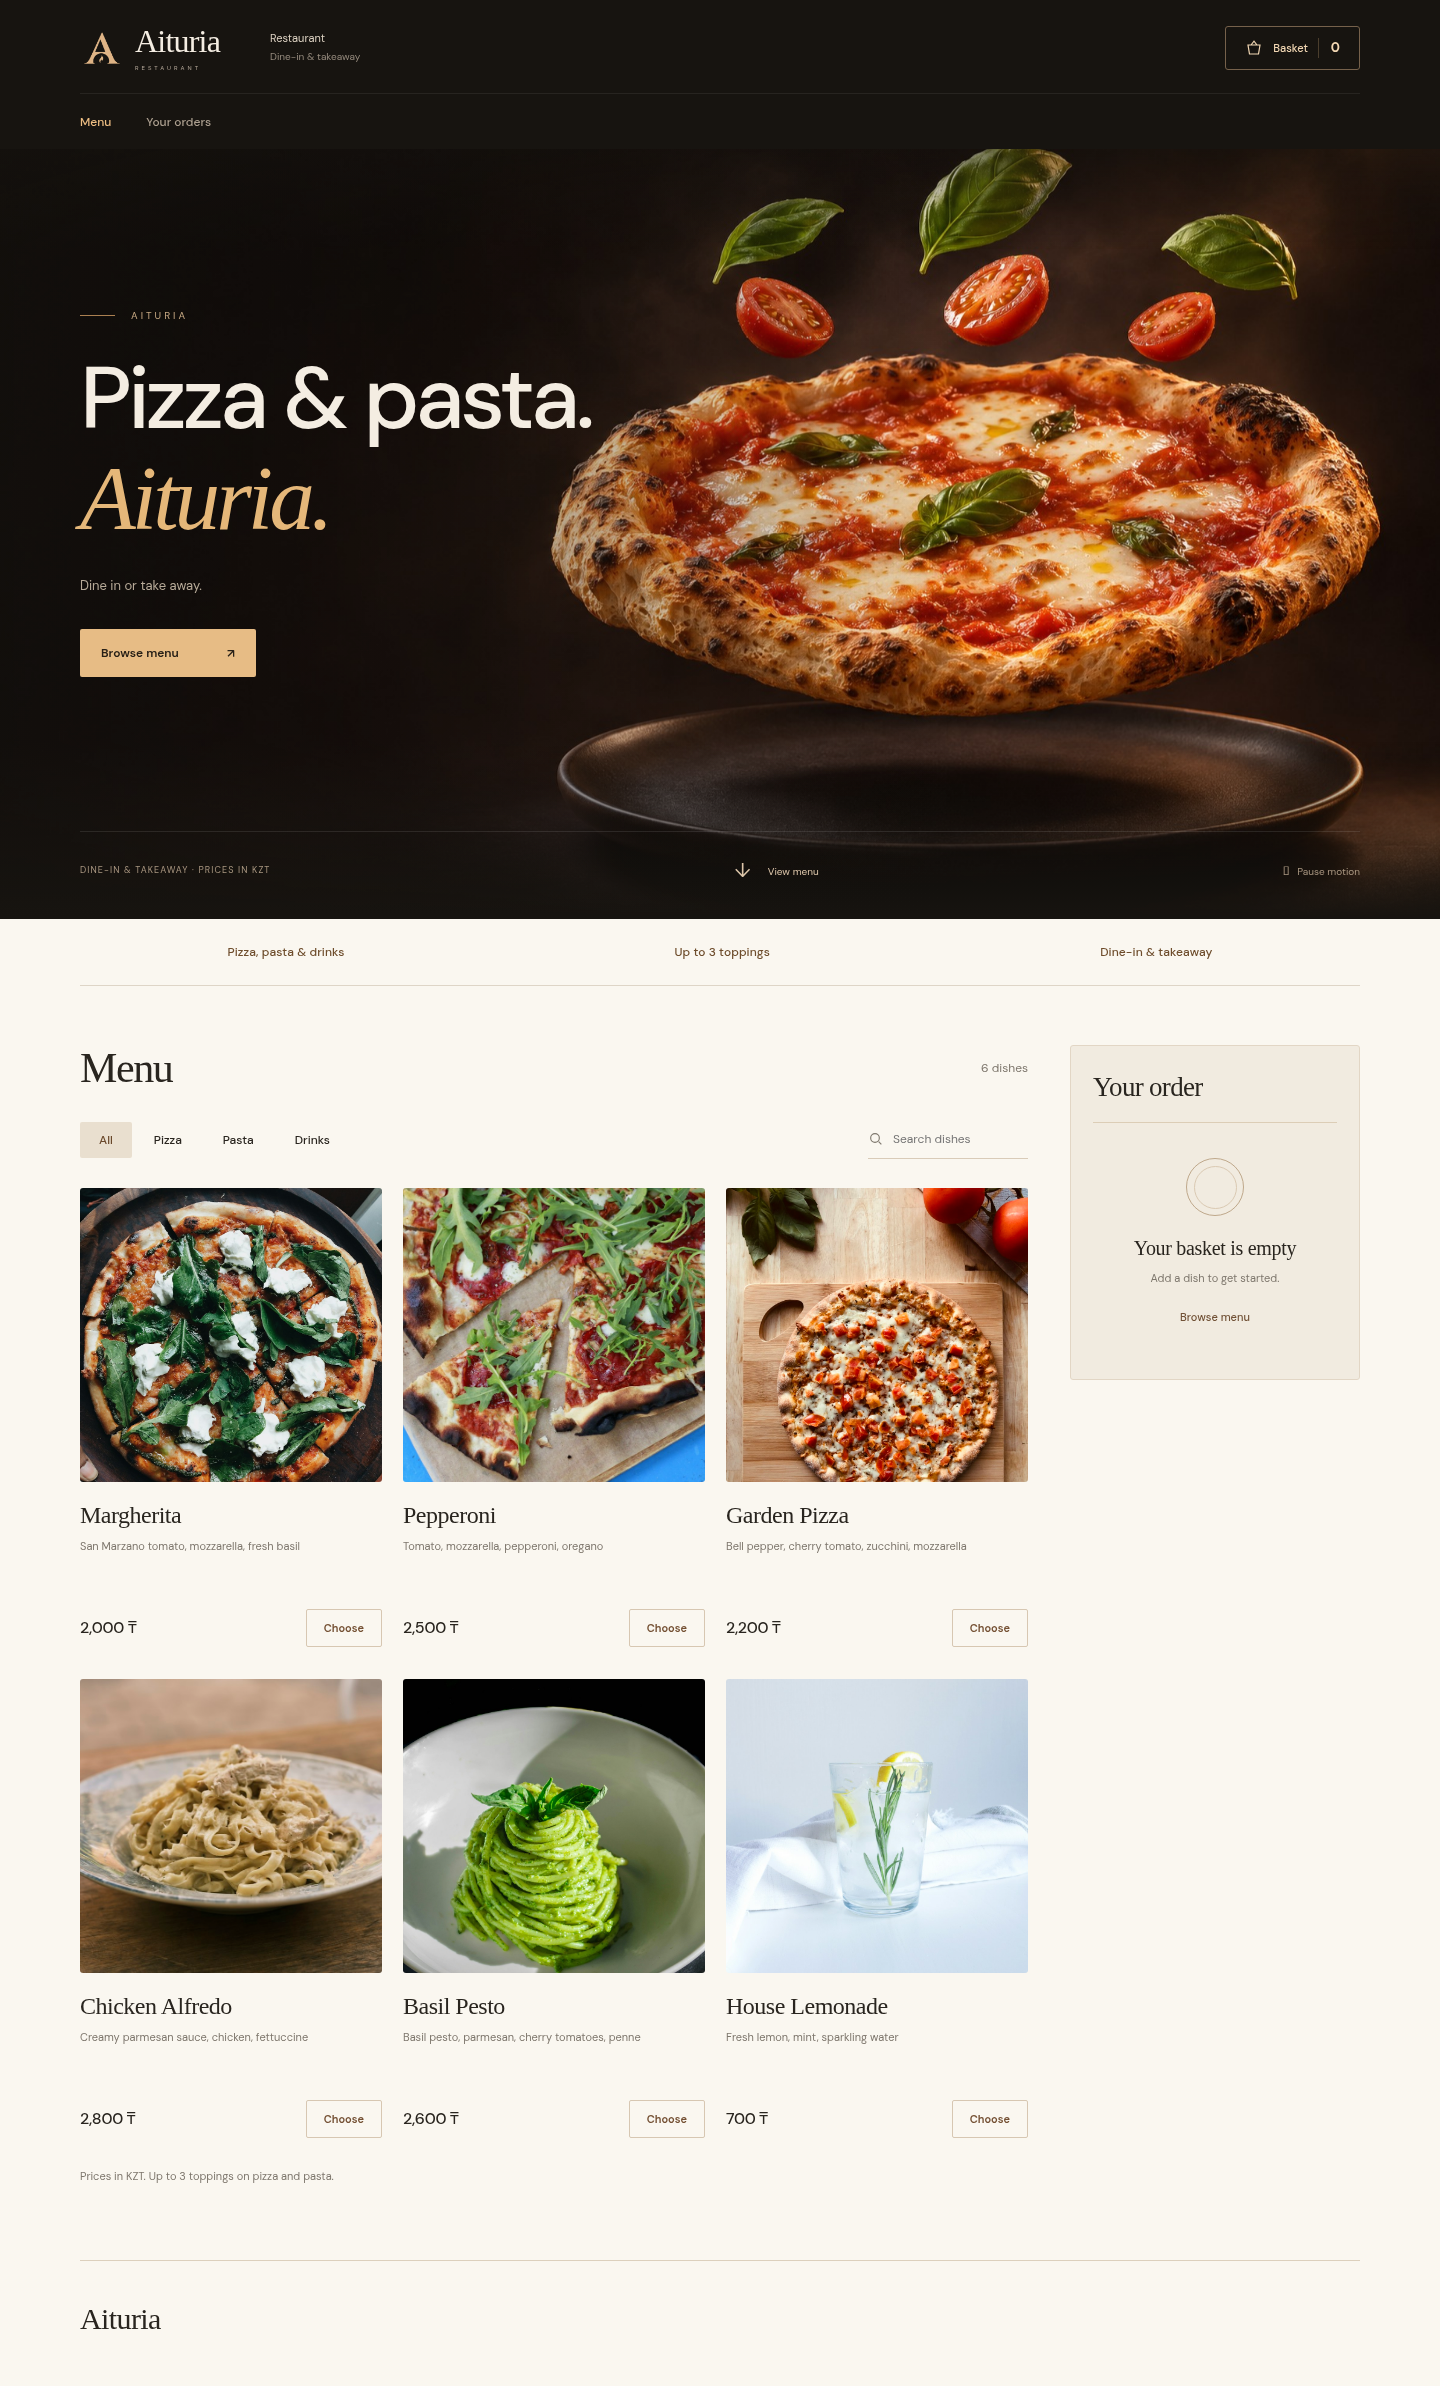 Aituria
RESTAURANT
Restaurant
Dine-in & takeaway
Basket 0
Menu Your orders
AITURIA
Pizza & pasta.
Aituria.
Dine in or take away.
Browse menu
DINE-IN & TAKEAWAY · PRICES IN KZT
View menu
Pause motion
Pizza, pasta & drinks
Up to 3 toppings
Dine-in & takeaway
Menu
6 dishes
All Pizza Pasta Drinks
Search dishes
Margherita
San Marzano tomato, mozzarella, fresh basil
2,000 ₸
Choose
Pepperoni
Tomato, mozzarella, pepperoni, oregano
2,500 ₸
Choose
Garden Pizza
Bell pepper, cherry tomato, zucchini, mozzarella
2,200 ₸
Choose
Chicken Alfredo
Creamy parmesan sauce, chicken, fettuccine
2,800 ₸
Choose
Basil Pesto
Basil pesto, parmesan, cherry tomatoes, penne
2,600 ₸
Choose
House Lemonade
Fresh lemon, mint, sparkling water
700 ₸
Choose
Prices in KZT. Up to 3 toppings on pizza and pasta.
Your order
Your basket is empty
Add a dish to get started.
Browse menu
Aituria